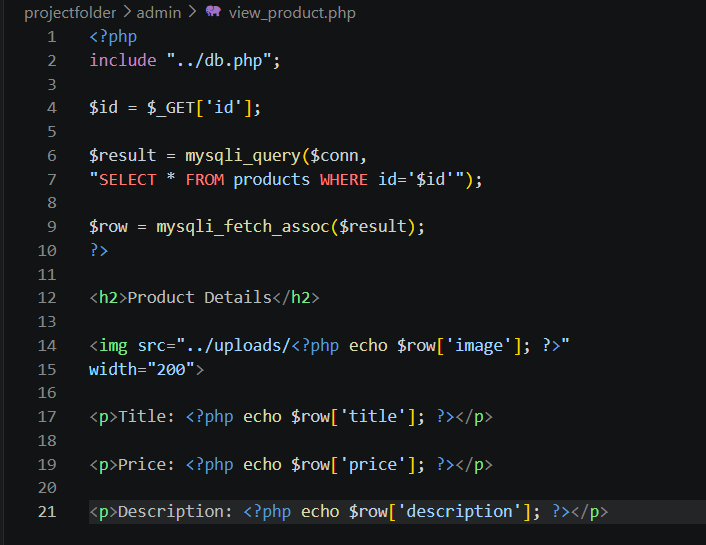 projectfolder > admin > view_product.php
1 <?php
2 include "../db.php";
3
4 $id = $_GET['id'];
5
6 $result = mysqli_query($conn,
7 "SELECT * FROM products WHERE id='$id'");
8
9 $row = mysqli_fetch_assoc($result);
10 ?>
11
12 <h2>Product Details</h2>
13
14 <img src="../uploads/<?php echo $row['image']; ?>"
15 width="200">
16
17 <p>Title: <?php echo $row['title']; ?></p>
18
19 <p>Price: <?php echo $row['price']; ?></p>
20
21 <p>Description: <?php echo $row['description']; ?></p>